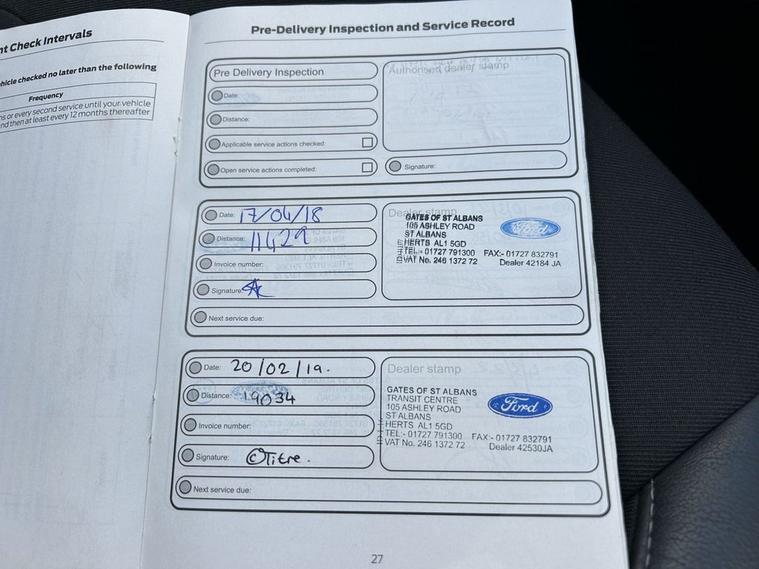 nt Check Intervals
hicle checked no later than the following
Frequency
s or every second service until your vehicle
nd then at least every 12 months thereafter
Pre-Delivery Inspection and Service Record
Pre Delivery Inspection
Date:
Distance:
Applicable service actions checked:
Open service actions completed:
Authorised dealer stamp
Signature:
Date: 17/04/18
Distance: 11429
Invoice number:
Signature:
Next service due:
Dealer stamp
GATES OF ST ALBANS
105 ASHLEY ROAD
ST ALBANS
HERTS AL1 5GD
TEL:- 01727 791300 FAX:- 01727 832791
VAT No. 246 1372 72 Dealer 42184 JA
Ford
Date: 20/02/19.
Distance: 19034
Invoice number:
Signature:
Next service due:
Dealer stamp
GATES OF ST ALBANS
TRANSIT CENTRE
105 ASHLEY ROAD
ST ALBANS
HERTS AL1 5GD
TEL:- 01727 791300 FAX:- 01727 832791
VAT No. 246 1372 72 Dealer 42530JA
Ford
27